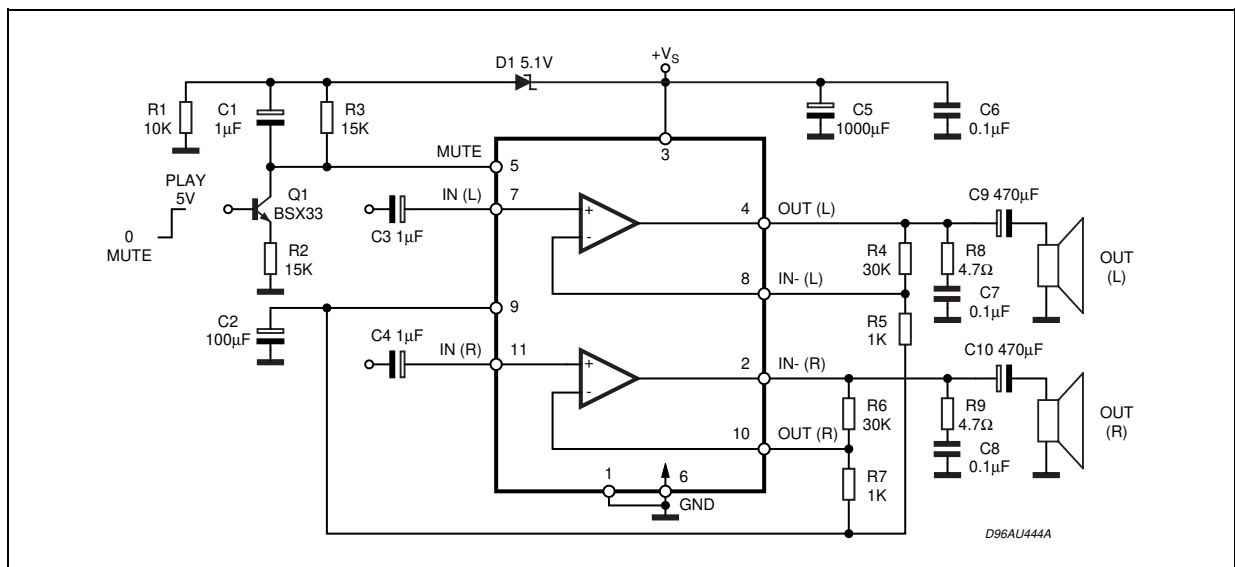 +VS
D1 5.1V
R1
10K
C1
1µF
R3
15K
C5
1000µF
C6
0.1µF
MUTE
5
3
PLAY
5V
Q1
BSX33
IN (L)
7
C3 1µF
4
OUT (L)
C9 470µF
0
MUTE
R2
15K
+
-
R4
30K
R8
4.7Ω
OUT
(L)
8
IN- (L)
C7
0.1µF
9
C2
100µF
R5
1K
C4 1µF
IN (R)
11
2
IN- (R)
C10 470µF
+
-
R6
30K
R9
4.7Ω
OUT
(R)
10
OUT (R)
C8
0.1µF
1
6
GND
R7
1K
D96AU444A